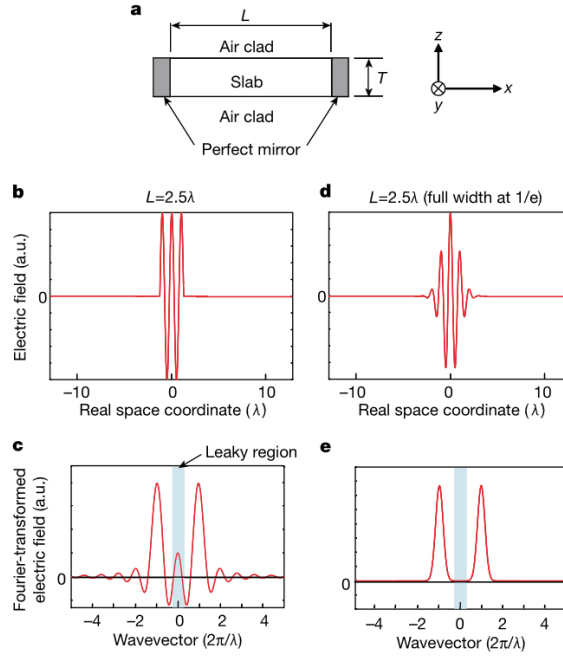 a
L
Air clad
Slab
T
Air clad
Perfect mirror
z
y
x
b
L=2.5λ
Electric field (a.u.)
0
−10
0
10
Real space coordinate (λ)
d
L=2.5λ (full width at 1/e)
0
−10
0
10
Real space coordinate (λ)
c
Leaky region
Fourier-transformed
electric field (a.u.)
0
−4
−2
0
2
4
Wavevector (2π/λ)
e
0
−4
−2
0
2
4
Wavevector (2π/λ)